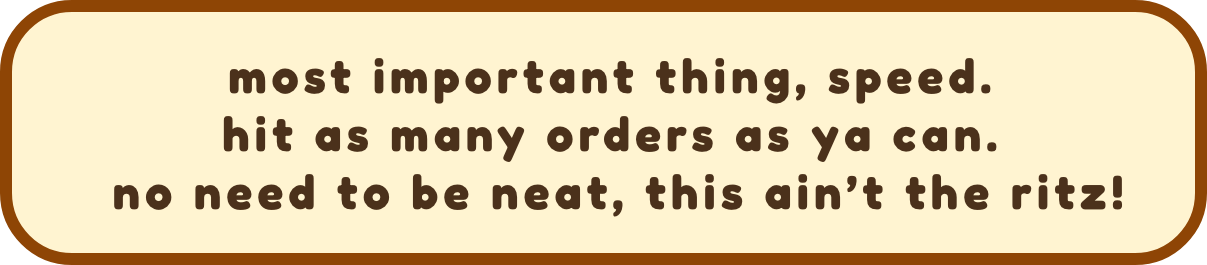 most important thing, speed.
hit as many orders as ya can.
no need to be neat, this ain’t the ritz!